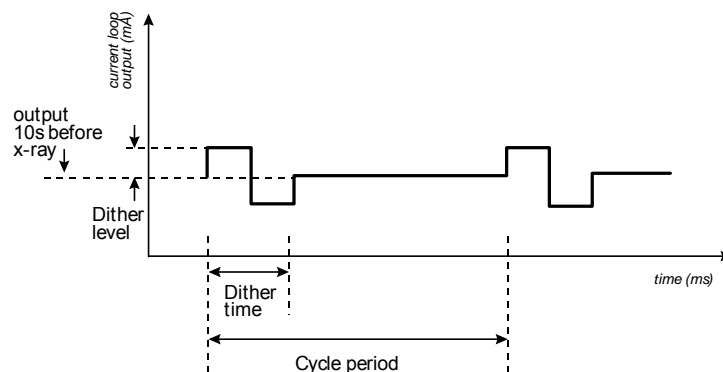 current loop
output (mA)
output
10s before
x-ray
Dither
level
time (ms)
Dither
time
Cycle period